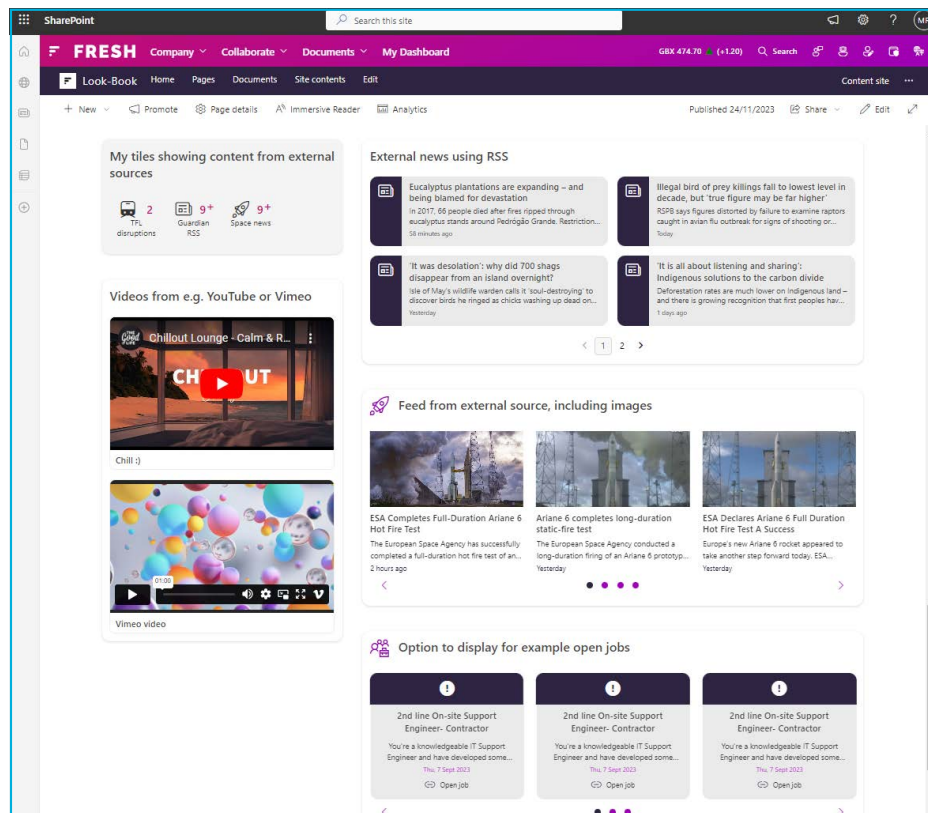 SharePoint
Search this site
?
MF
FRESH Company Collaborate Documents My Dashboard
GBX 474.70 (+1.20) Search
Look-Book Home Pages Documents Site contents Edit
Content site ...
+ New Promote Page details Immersive Reader Analytics
Published 24/11/2023 Share Edit
My tiles showing content from external
sources
2 9+ 9+
TFL
disruptions
Guardian
RSS
Space news
Videos from e.g. YouTube or Vimeo
THE
Good
LIFE
Chillout Lounge - Calm & R...
Chill :)
01:00
Vimeo video
External news using RSS
Eucalyptus plantations are expanding – and
being blamed for devastation
In 2017, 66 people died after fires ripped through
eucalyptus stands around Pedrógão Grande. Restriction...
58 minutes ago
Illegal bird of prey killings fall to lowest level in
decade, but 'true figure may be far higher'
RSPB says figures distorted by failure to examine raptors
caught in avian flu outbreak for signs of shooting or...
Today
'It was desolation': why did 700 shags
disappear from an island overnight?
Isle of May's wildlife warden calls it 'soul-destroying' to
discover birds he ringed as chicks washing up dead on...
Yesterday
'It is all about listening and sharing':
Indigenous solutions to the carbon divide
Deforestation rates are much lower on Indigenous land –
and there is growing recognition that first peoples hav...
1 days ago
1 2
Feed from external source, including images
ESA Completes Full-Duration Ariane 6
Hot Fire Test
The European Space Agency has successfully
completed a full-duration hot fire test of an...
2 hours ago
Ariane 6 completes long-duration
static-fire test
The European Space Agency conducted a
long-duration firing of an Ariane 6 prototyp...
Yesterday
ESA Declares Ariane 6 Full Duration
Hot Fire Test A Success
Europe's new Ariane 6 rocket appeared to
take another step forward today. ESA...
Yesterday
Option to display for example open jobs
2nd line On-site Support
Engineer- Contractor
You're a knowledgeable IT Support
Engineer and have developed some...
Thu, 7 Sept 2023
Open job
2nd line On-site Support
Engineer- Contractor
You're a knowledgeable IT Support
Engineer and have developed some...
Thu, 7 Sept 2023
Open job
2nd line On-site Support
Engineer- Contractor
You're a knowledgeable IT Support
Engineer and have developed some...
Thu, 7 Sept 2023
Open job